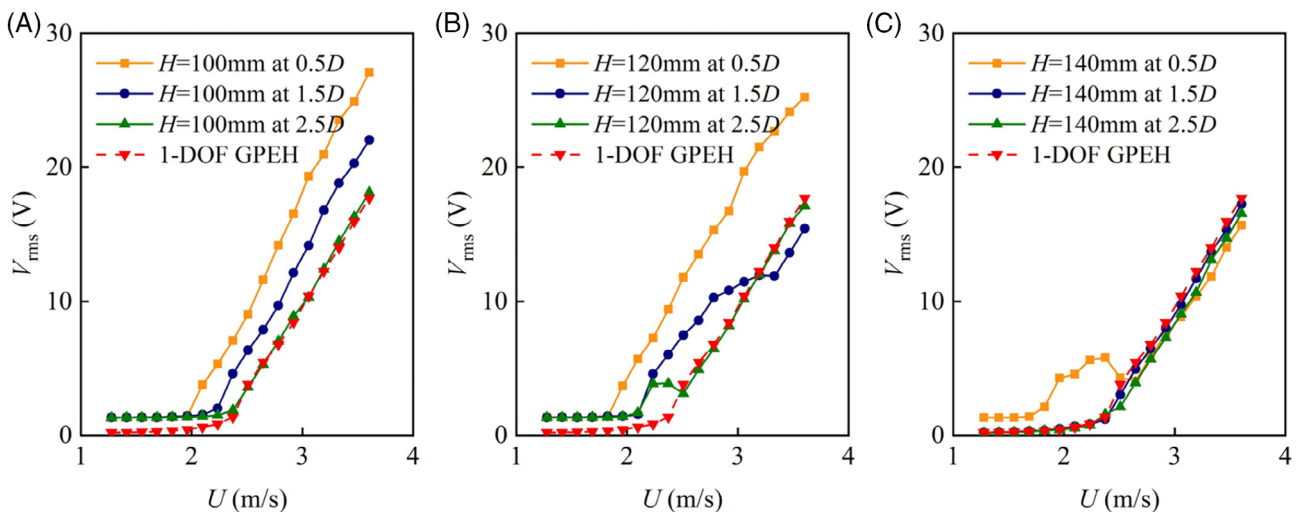 (A)
30
20
10
0
V_rms (V)
H=100mm at 0.5D
H=100mm at 1.5D
H=100mm at 2.5D
1-DOF GPEH
1 2 3 4
U (m/s)
(B)
30
20
10
0
V_rms (V)
H=120mm at 0.5D
H=120mm at 1.5D
H=120mm at 2.5D
1-DOF GPEH
1 2 3 4
U (m/s)
(C)
30
20
10
0
V_rms (V)
H=140mm at 0.5D
H=140mm at 1.5D
H=140mm at 2.5D
1-DOF GPEH
1 2 3 4
U (m/s)